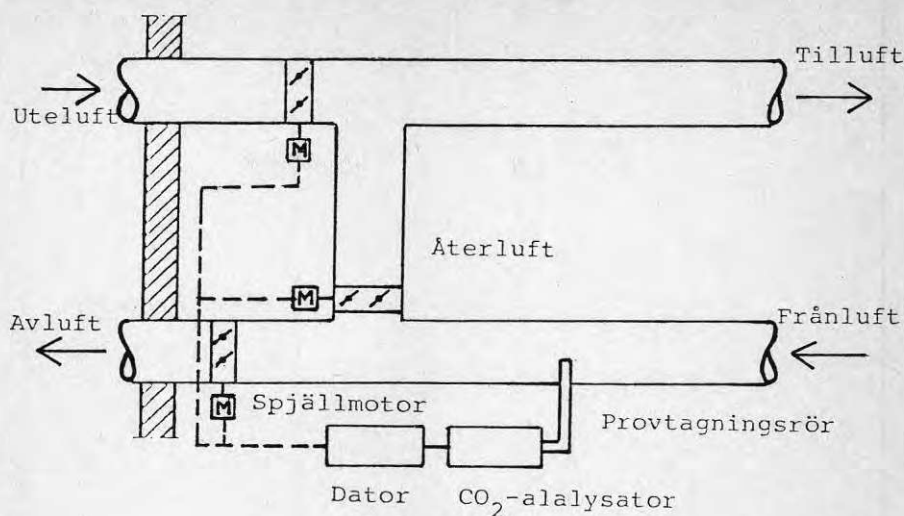 Tilluft
Uteluft
M
Återluft
M
Avluft
Frånluft
M
Spjällmotor
Provtagningsrör
Dator
CO₂-alalysator